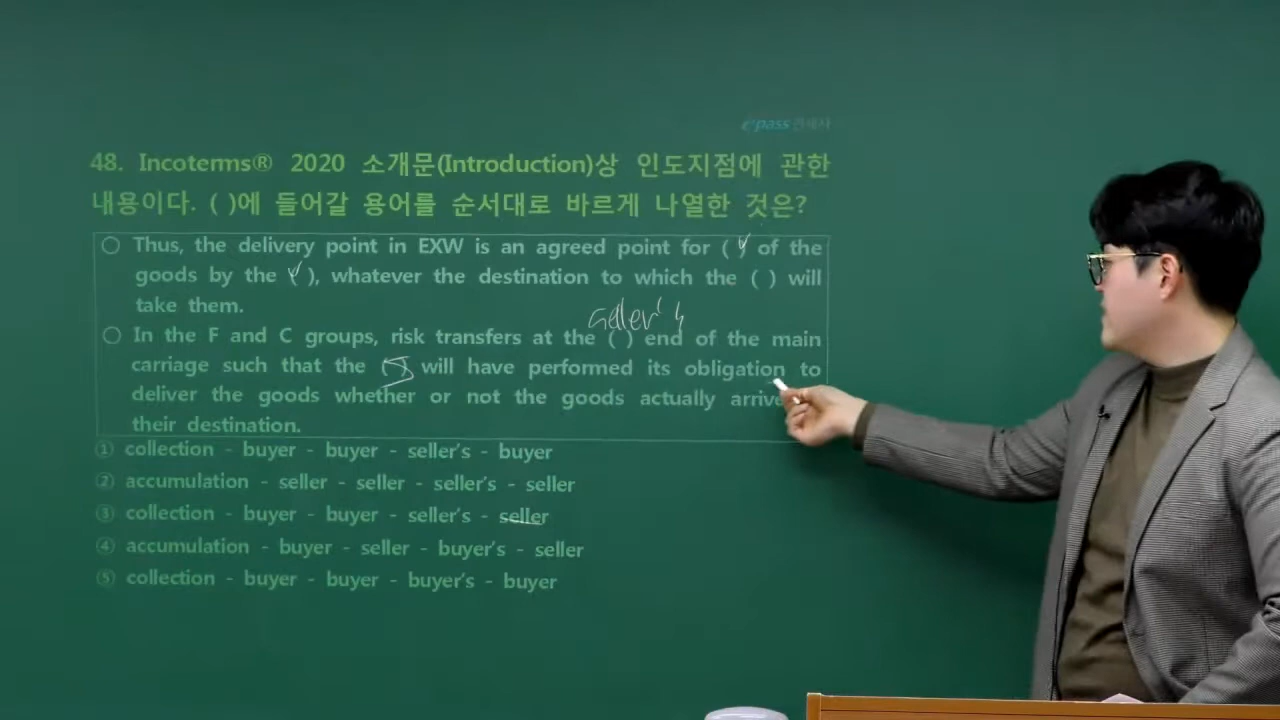 e*pass관세사
48. Incoterms® 2020 소개문(Introduction)상 인도지점에 관한
내용이다. ( )에 들어갈 용어를 순서대로 바르게 나열한 것은?
○ Thus, the delivery point in EXW is an agreed point for ( ) of the
goods by the ( ), whatever the destination to which the ( ) will
take them.
seller's
○ In the F and C groups, risk transfers at the ( ) end of the main
carriage such that the will have performed its obligation to
deliver the goods whether or not the goods actually arrive
their destination.
① collection - buyer - buyer - seller's - buyer
② accumulation - seller - seller - seller's - seller
③ collection - buyer - buyer - seller's - seller
④ accumulation - buyer - seller - buyer's - seller
⑤ collection - buyer - buyer - buyer's - buyer